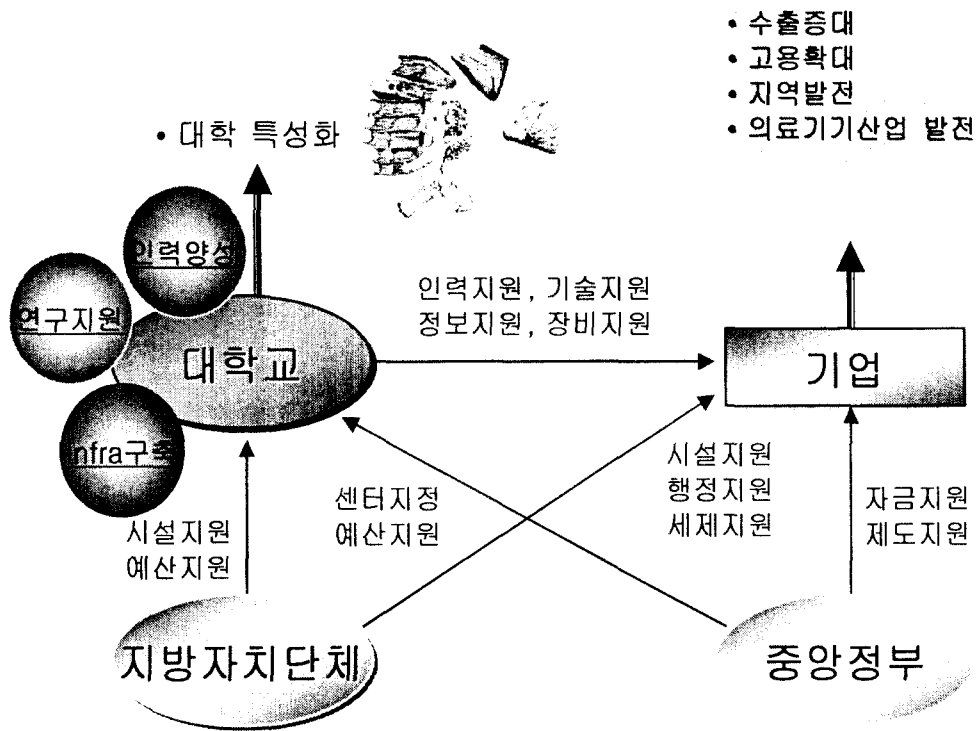 • 수출증대
• 고용확대
• 지역발전
• 의료기기산업 발전
• 대학 특성화
인력양성
연구지원
nfra구축
대학교
인력지원, 기술지원
정보지원, 장비지원
기업
시설지원
예산지원
센터지정
예산지원
시설지원
행정지원
세제지원
자금지원
제도지원
지방자치단체
중앙정부